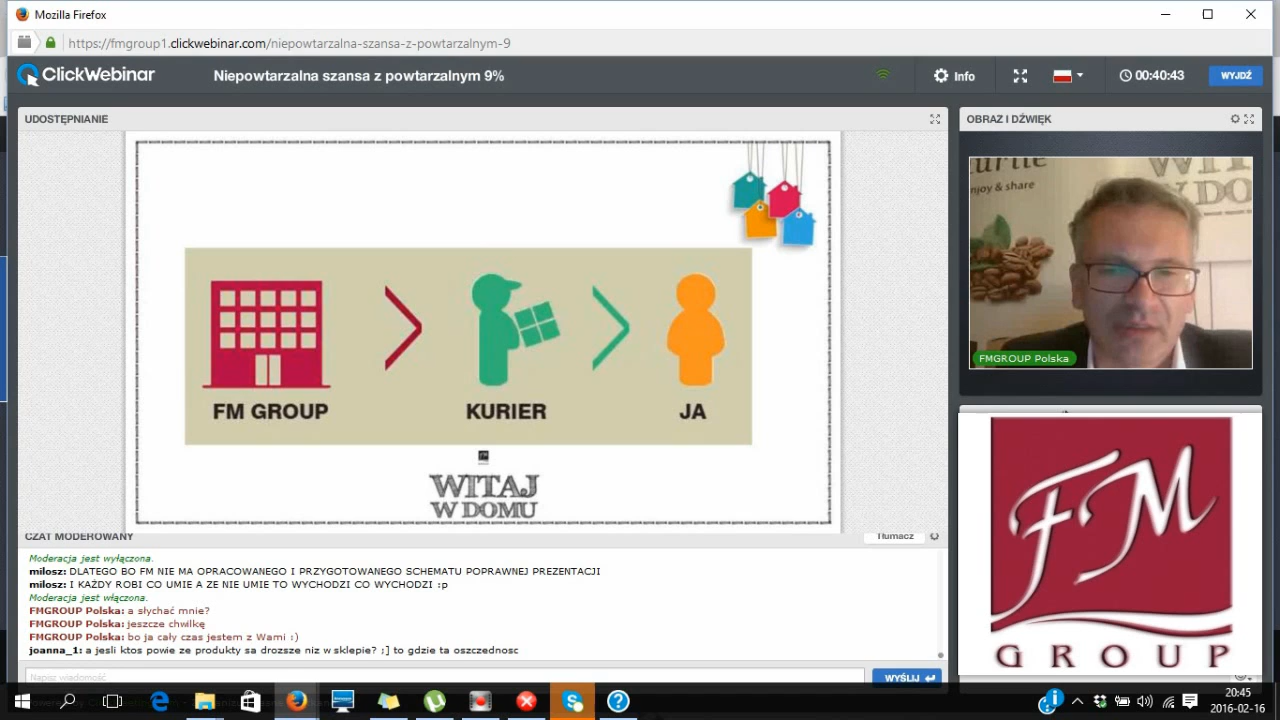 Mozilla Firefox
https://fmgroup1.clickwebinar.com/niepowtarzalna-szansa-z-powtarzalnym-9
ClickWebinar
Niepowtarzalna szansa z powtarzalnym 9%
Info
00:40:43
WYJDŹ
UDOSTĘPNIANIE
OBRAZ I DŹWIĘK
njoy & share
WITAJ
W DOMU
FMGROUP Polska
FM GROUP
KURIER
JA
WITAJ
W DOMU
CZAT MODEROWANY
Tłumacz
Moderacja jest wyłączona.
milosz: DLATEGO BO FM NIE MA OPRACOWANEGO I PRZYGOTOWANEGO SCHEMATU POPRAWNEJ PREZENTACJI
milosz: I KAŻDY ROBI CO UMIE A ZE NIE UMIE TO WYCHODZI CO WYCHODZI :p
Moderacja jest włączona.
FMGROUP Polska: a słychać mnie?
FMGROUP Polska: jeszcze chwilkę
FMGROUP Polska: bo ja cały czas jestem z Wami :)
joanna_1: a jesli ktos powie ze produkty sa drozsze niz w sklepie? ;] to gdzie ta oszczednosc
Napisz wiadomość
WYŚLIJ
FM
GROUP
20:45
2016-02-16